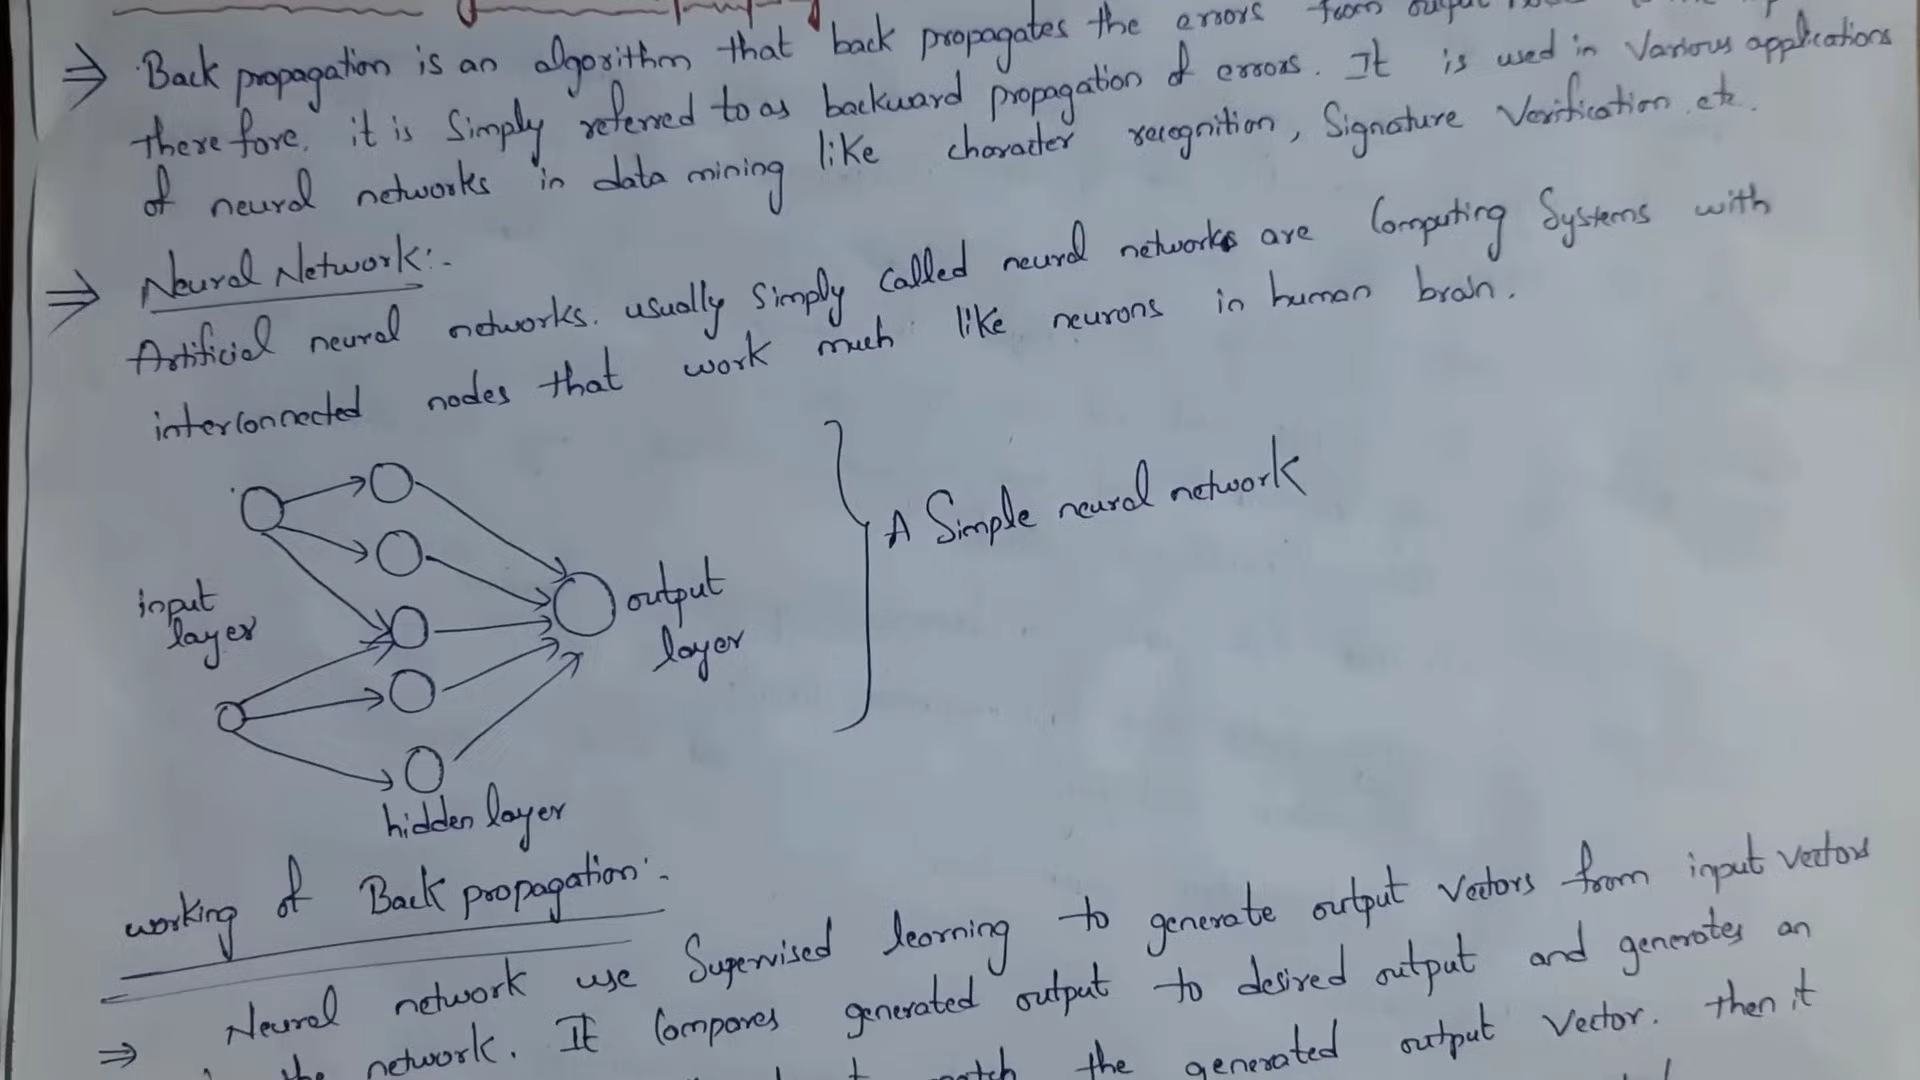 ⇒ Back propagation is an algorithm that back propagates the errors from output
therefore, it is Simply referred to as backward propagation of errors. It is used in Various applications
of neural networks in data mining like character recognition, Signature Verification etc.
⇒ Neural Network:-
Artificial neural networks. usually Simply Called neural networks are Computing Systems with
interconnected nodes that work much like neurons in human brain.
input
layer
output
layer
hidden layer
A Simple neural network
working of Back propagation:-
⇒ Neural network use Supervised learning to generate output Vectors from input vectors
the network. It Compares generated output to desired output and generates an
match the generated output Vector. then it